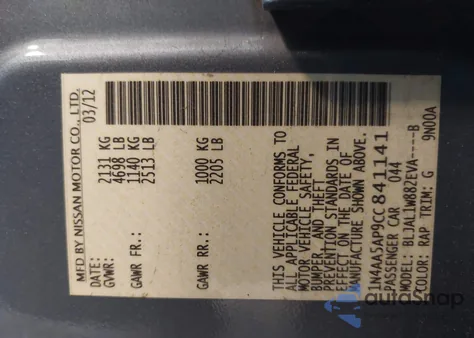 MFD BY NISSAN MOTOR CO., LTD.
DATE: 03/12
GVWR: 2131 KG
4698 LB
GAWR FR.: 1140 KG
2513 LB
GAWR RR.: 1000 KG
2205 LB
THIS VEHICLE CONFORMS TO
ALL APPLICABLE FEDERAL
MOTOR VEHICLE SAFETY,
BUMPER, AND THEFT
PREVENTION STANDARDS IN
EFFECT ON THE DATE OF
MANUFACTURE SHOWN ABOVE.
1N4AA5AP9CC841141
PASSENGER CAR 044
MODEL: BLJALLW882EVA----B
COLOR: RAP TRIM: G 9N00A
autoSnap